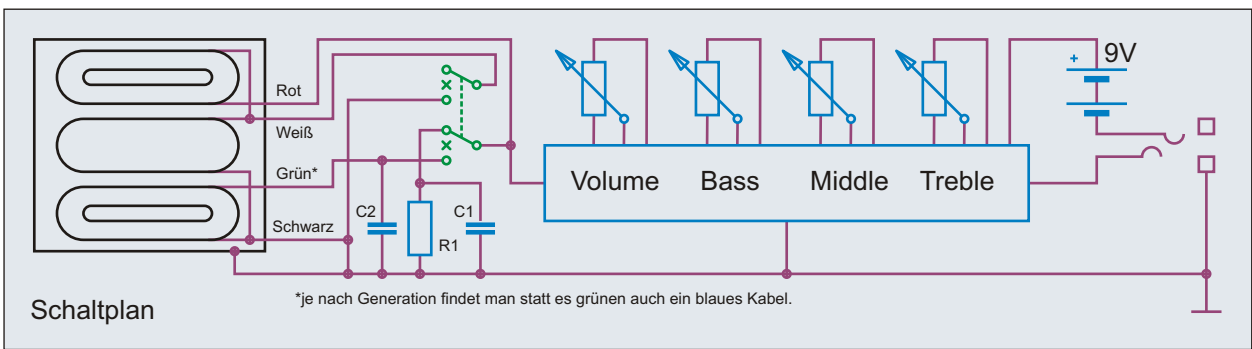 Rot
Weiß
Grün*
Schwarz
C2
R1
C1
Volume
Bass
Middle
Treble
+
9V
*je nach Generation findet man statt es grünen auch ein blaues Kabel.
Schaltplan